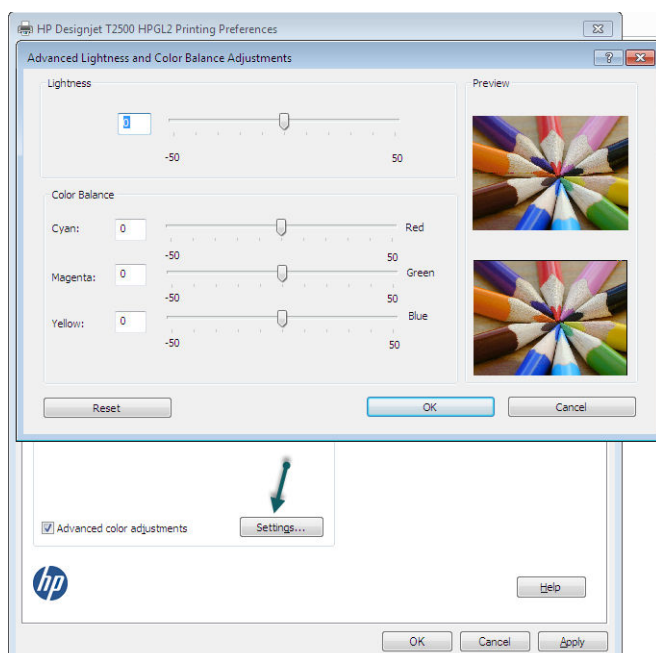 HP Designjet T2500 HPGL2 Printing Preferences
Advanced Lightness and Color Balance Adjustments
Lightness
Preview
0
-50 50
Color Balance
Cyan: 0 Red
-50 50
Magenta: 0 Green
-50 50
Yellow: 0 Blue
-50 50
Reset OK Cancel
Advanced color adjustments Settings...
hp
Help
OK Cancel Apply